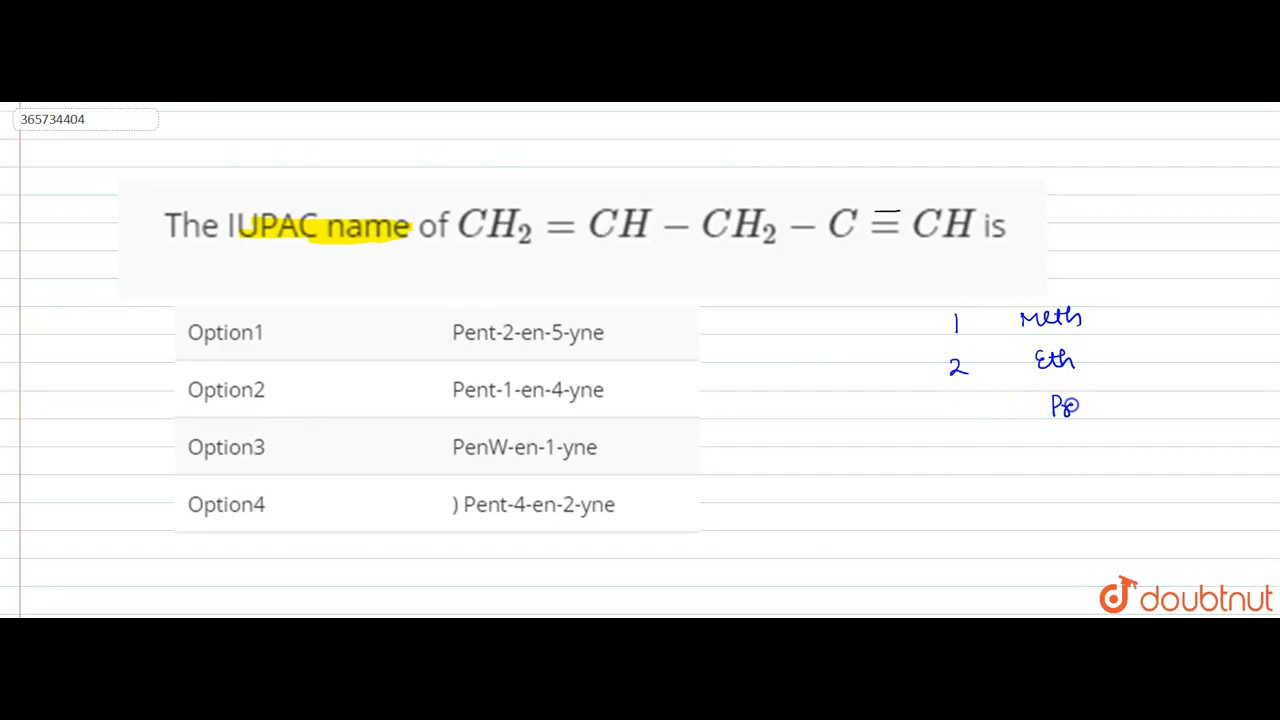 365734404
The IUPAC name of CH₂ = CH − CH₂ − C ≡ CH is
Option1 Pent-2-en-5-yne
Option2 Pent-1-en-4-yne
Option3 PenW-en-1-yne
Option4 ) Pent-4-en-2-yne
1 Meth
2 Eth
doubtnut